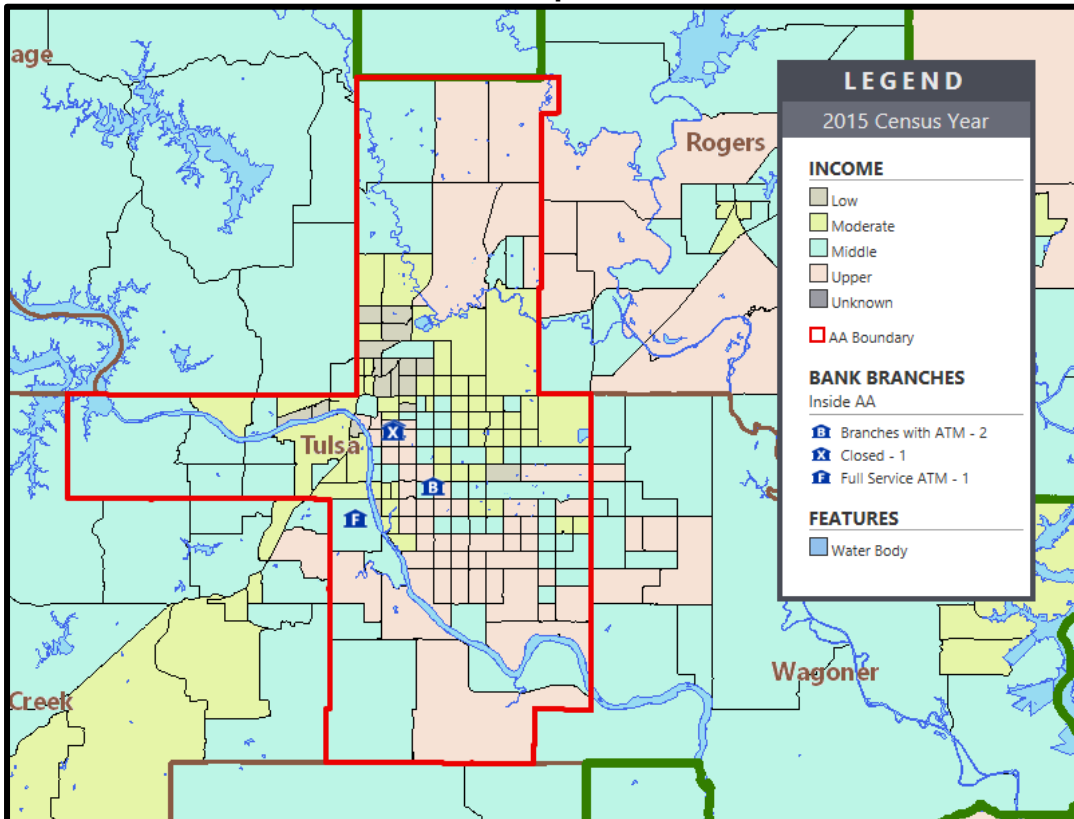 age
Rogers
Tulsa
Creek
Wagoner
LEGEND
2015 Census Year
INCOME
Low
Moderate
Middle
Upper
Unknown
AA Boundary
BANK BRANCHES
Inside AA
B Branches with ATM - 2
X Closed - 1
F Full Service ATM - 1
FEATURES
Water Body
X
B
F